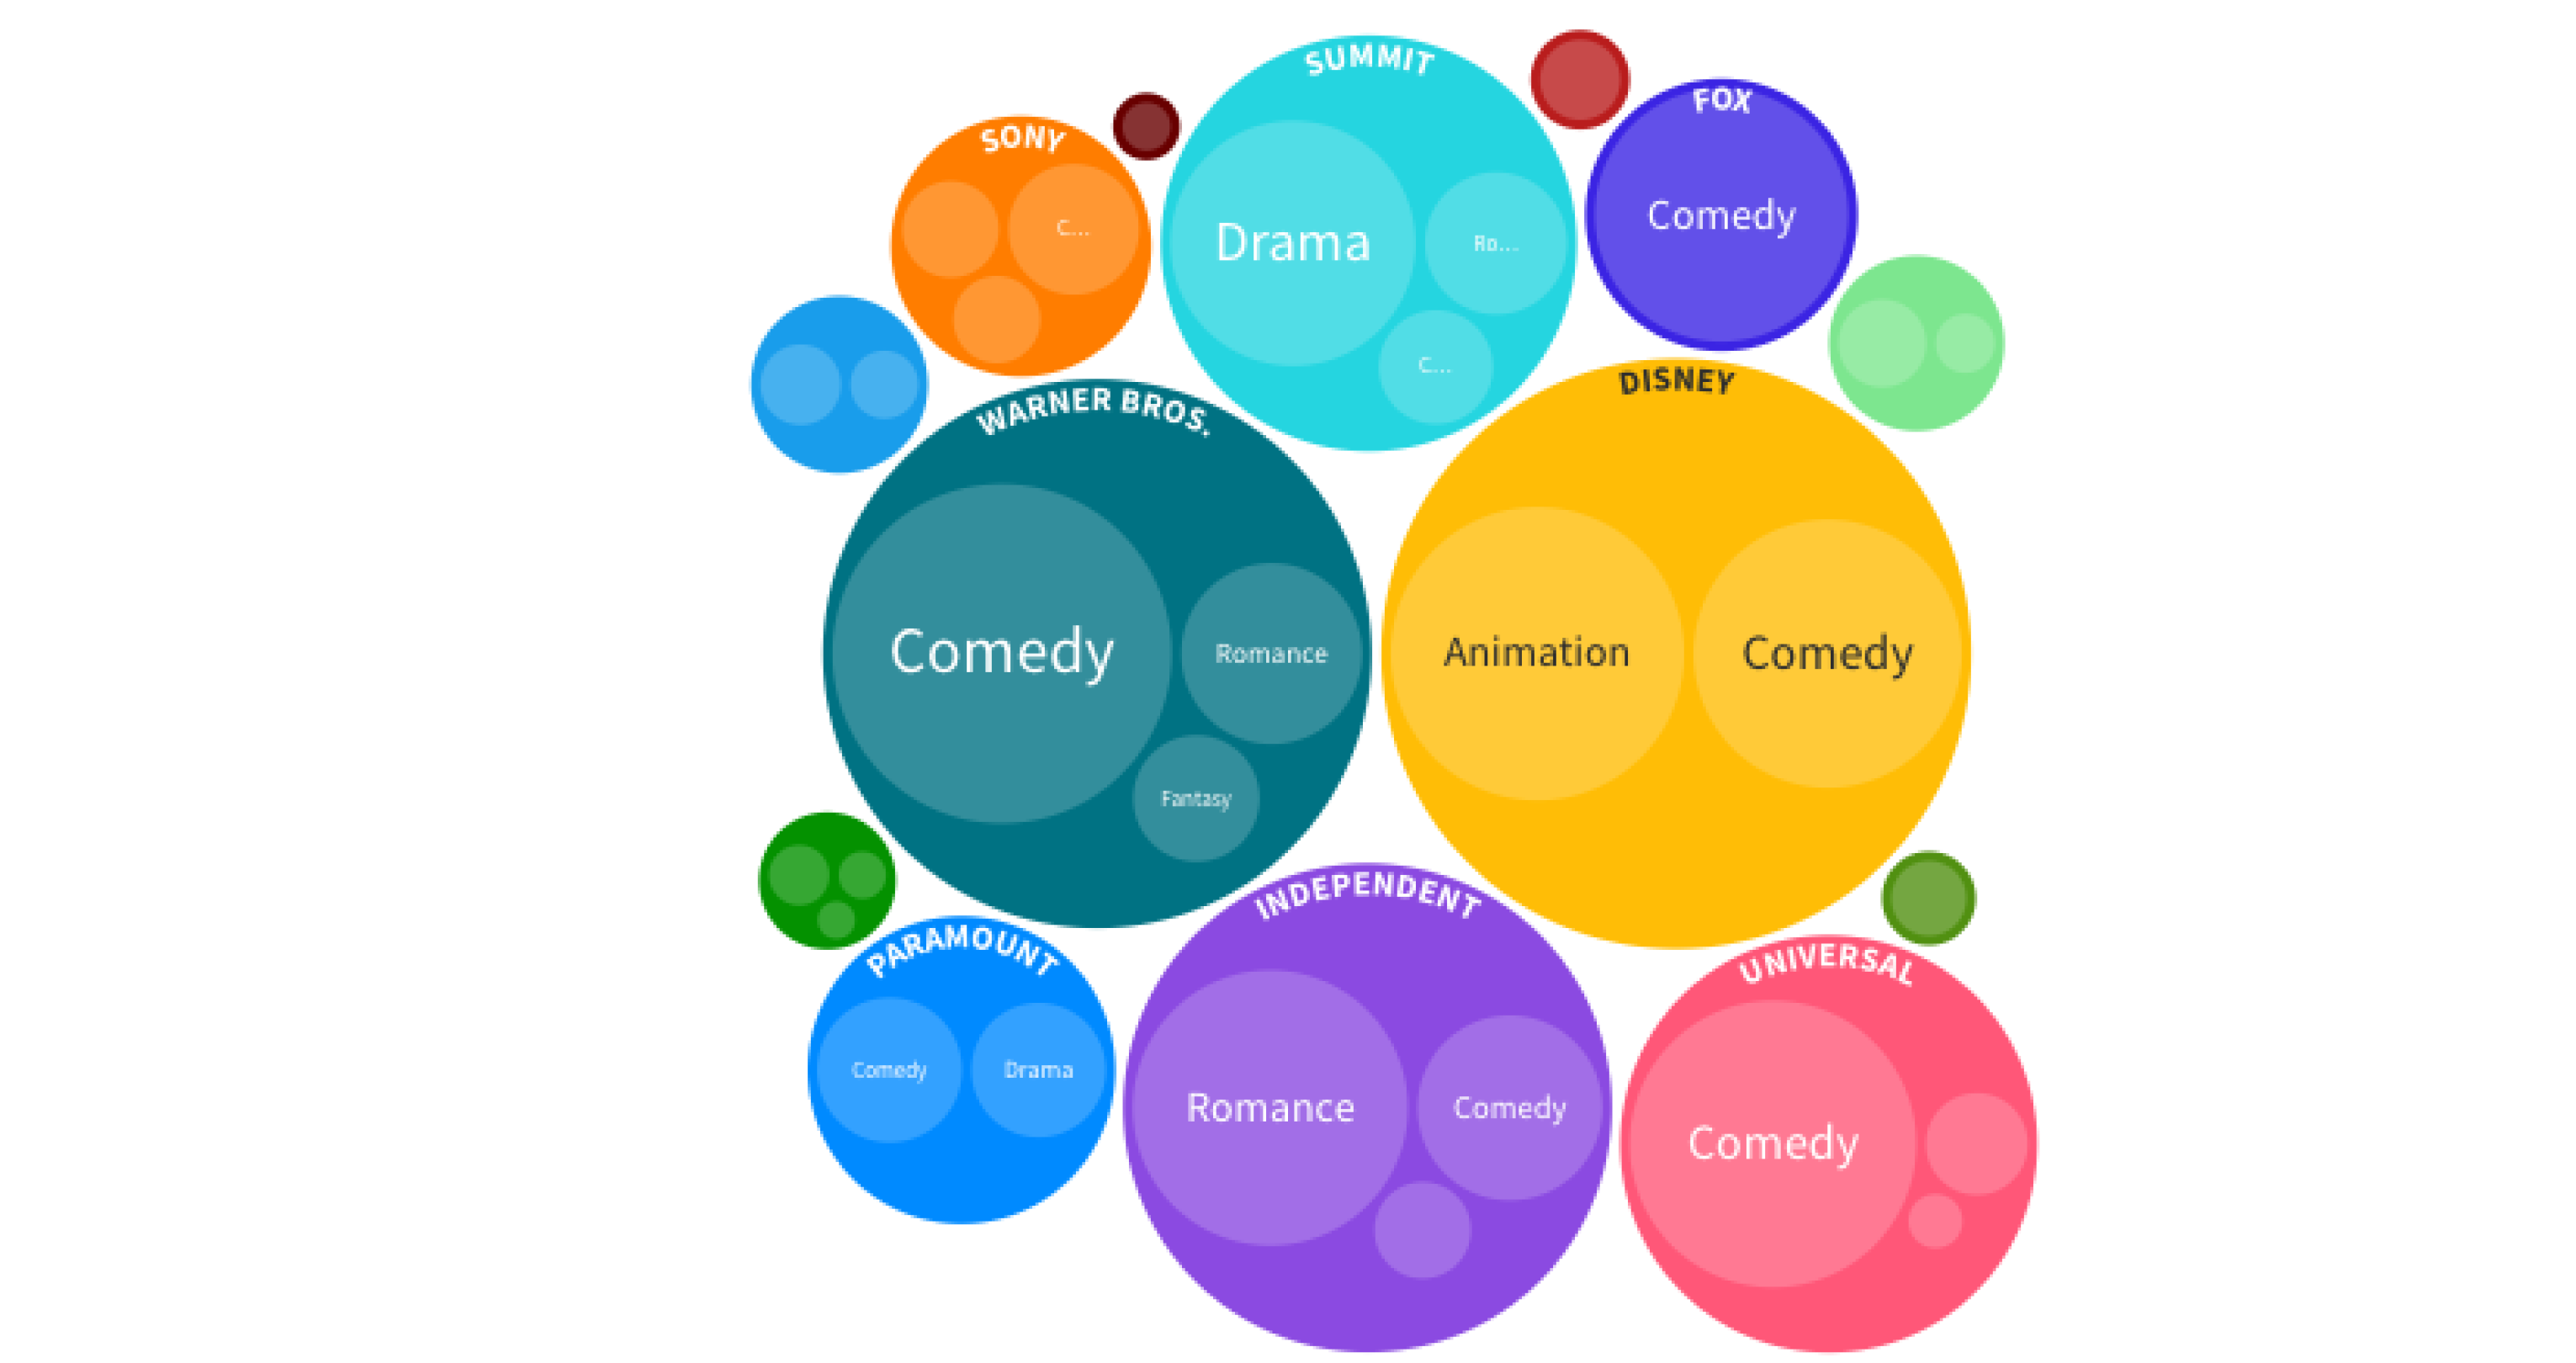 SUMMIT
FOX
SONY
C...
Drama
Ro...
Comedy
C...
DISNEY
WARNER BROS.
Comedy
Romance
Animation
Comedy
Fantasy
INDEPENDENT
PARAMOUNT
UNIVERSAL
Comedy
Drama
Romance
Comedy
Comedy